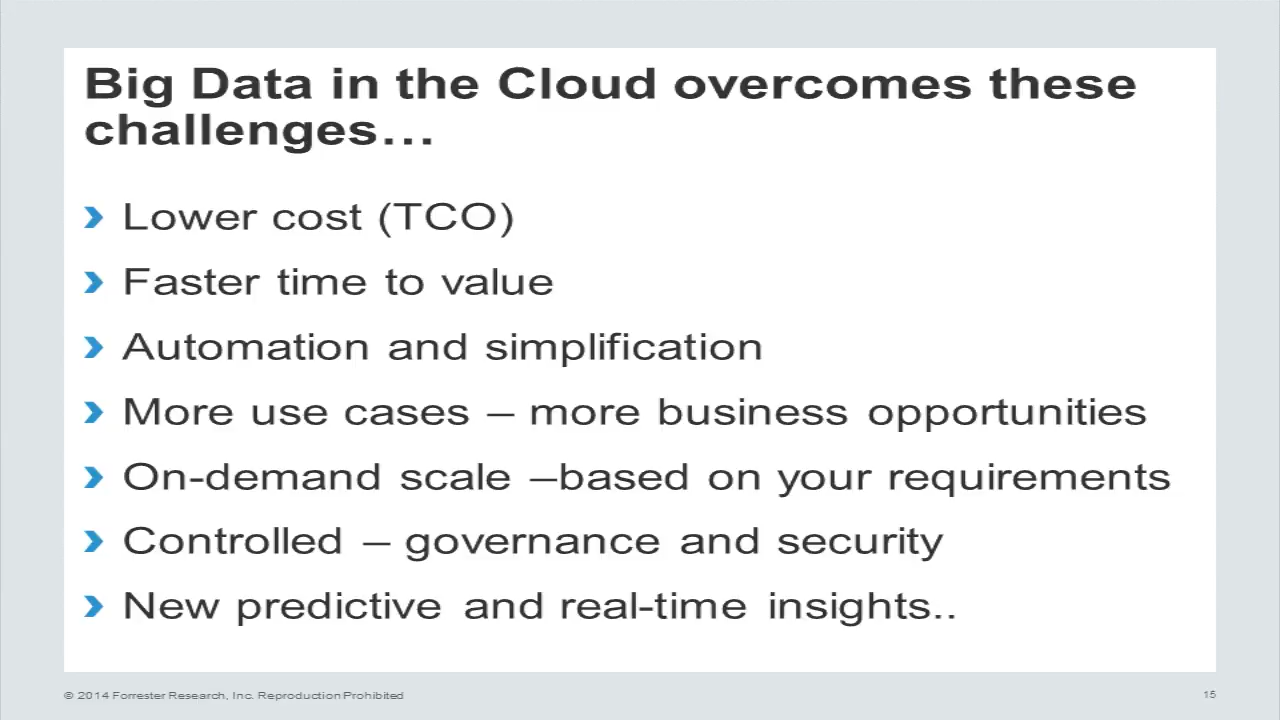 Big Data in the Cloud overcomes these
challenges…
Lower cost (TCO)
Faster time to value
Automation and simplification
More use cases – more business opportunities
On-demand scale –based on your requirements
Controlled – governance and security
New predictive and real-time insights..
© 2014 Forrester Research, Inc. Reproduction Prohibited
15